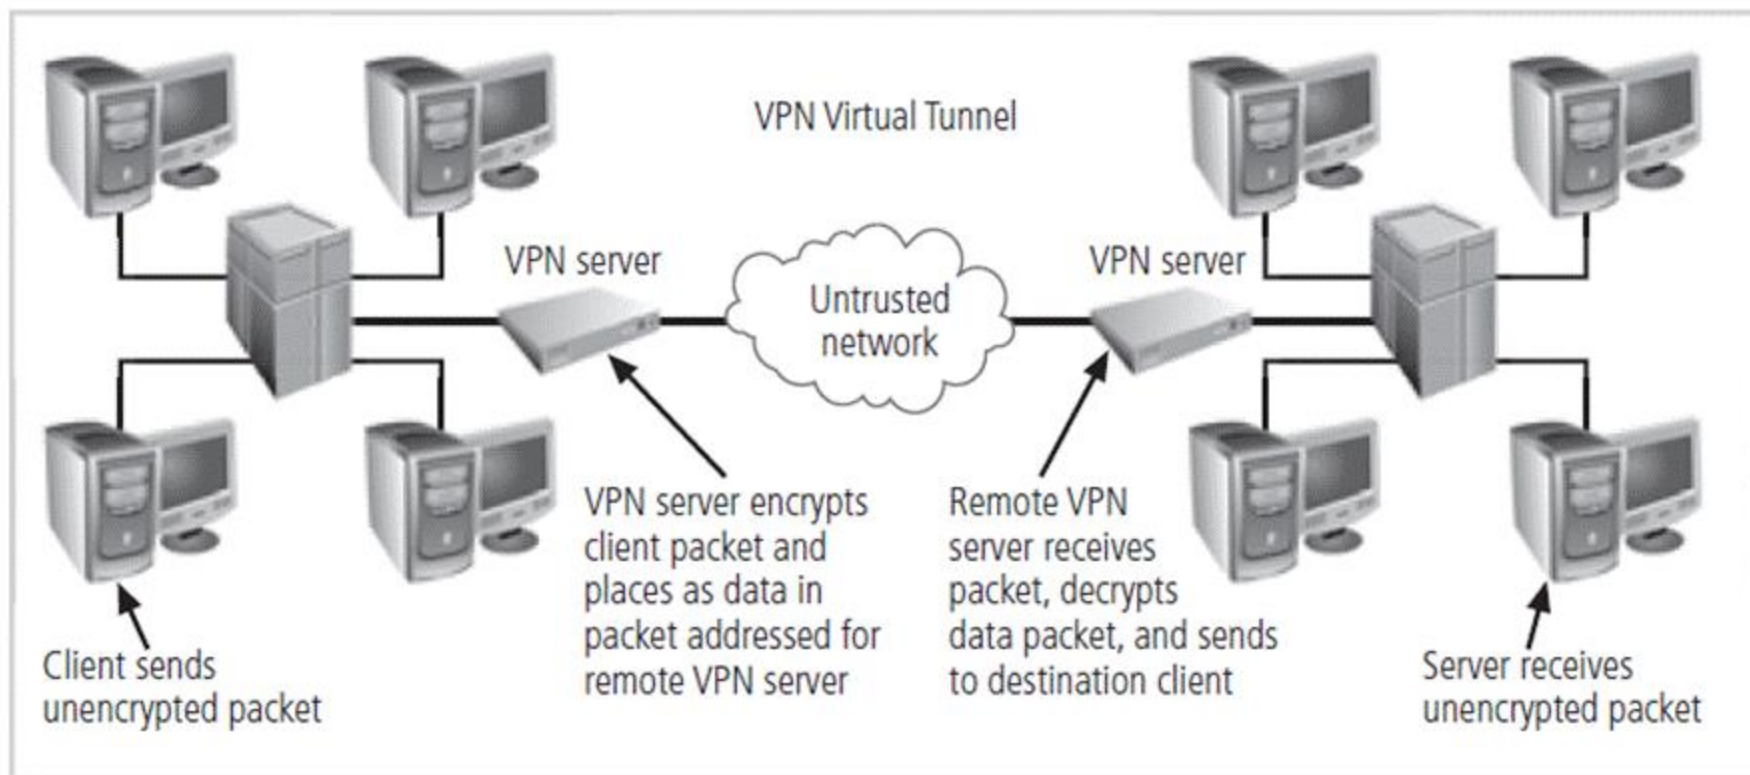 VPN Virtual Tunnel
VPN server
VPN server
Untrusted
network
VPN server encrypts
client packet and
places as data in
packet addressed for
remote VPN server
Remote VPN
server receives
packet, decrypts
data packet, and sends
to destination client
Client sends
unencrypted packet
Server receives
unencrypted packet